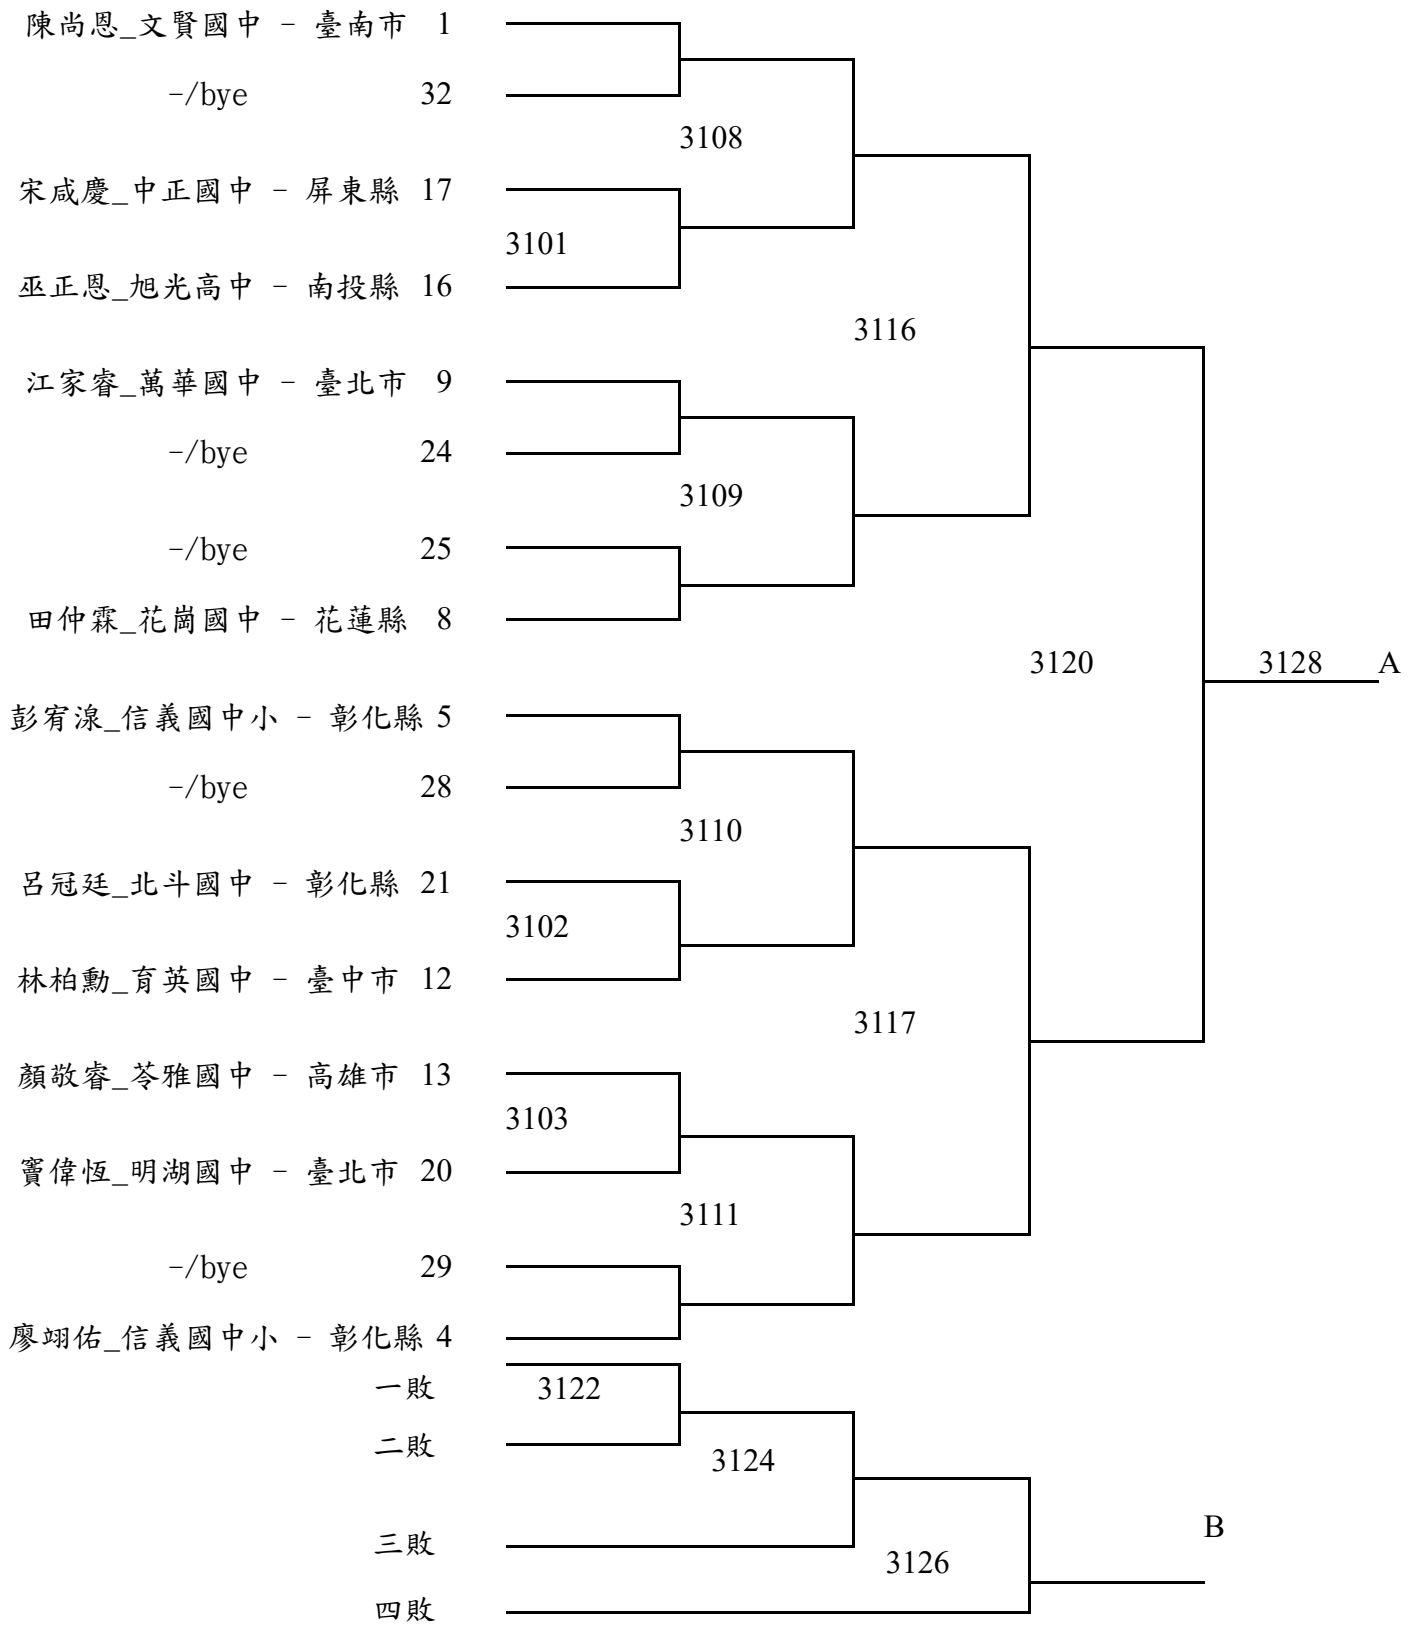 陳尚恩_文賢國中 - 臺南市 1
-/bye 32
3108
宋咸慶_中正國中 - 屏東縣 17
3101
巫正恩_旭光高中 - 南投縣 16
3116
江家睿_萬華國中 - 臺北市 9
-/bye 24
3109
-/bye 25
田仲霖_花崗國中 - 花蓮縣 8
3120 3128 A
彭宥湶_信義國中小 - 彰化縣 5
-/bye 28
3110
呂冠廷_北斗國中 - 彰化縣 21
3102
林柏勳_育英國中 - 臺中市 12
3117
顏敬睿_苓雅國中 - 高雄市 13
3103
竇偉恆_明湖國中 - 臺北市 20
3111
-/bye 29
廖翊佑_信義國中小 - 彰化縣 4
一敗 3122
二敗
3124
B
三敗
3126
四敗